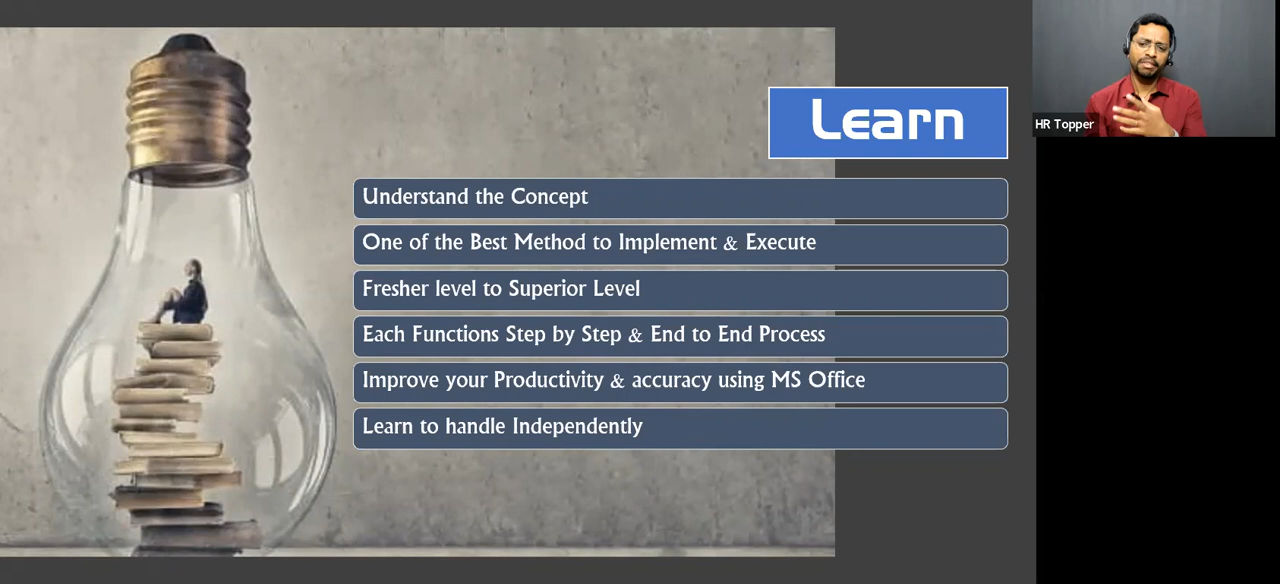 Learn
HR Topper
Understand the Concept
One of the Best Method to Implement & Execute
Fresher level to Superior Level
Each Functions Step by Step & End to End Process
Improve your Productivity & accuracy using MS Office
Learn to handle Independently